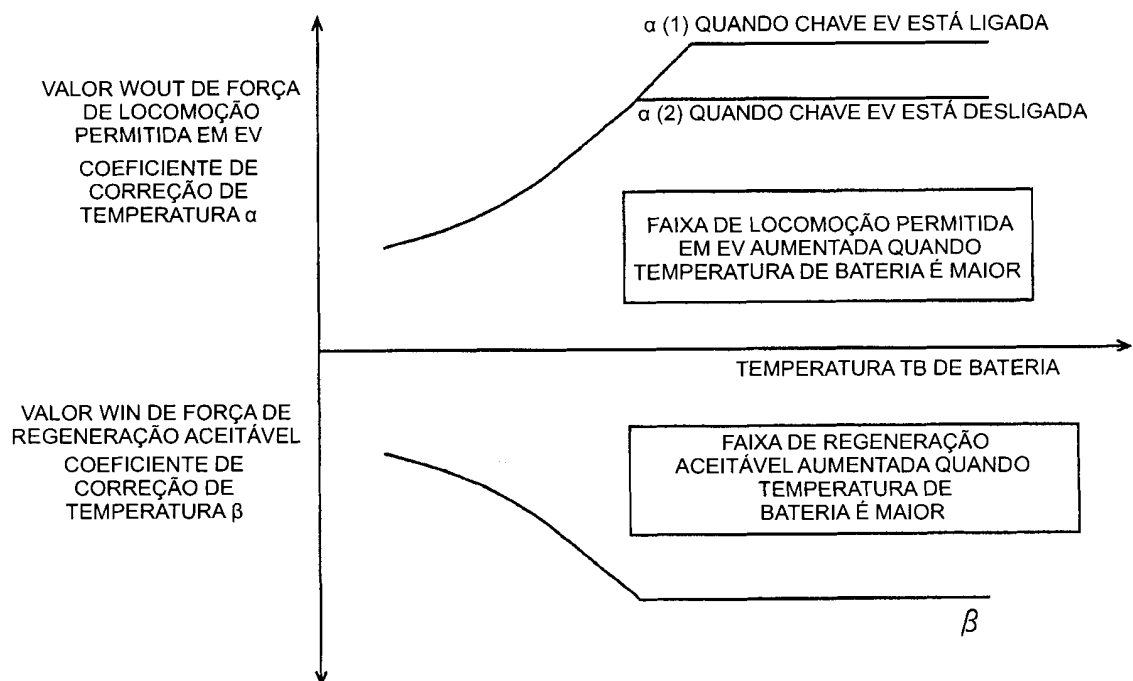 α (1) QUANDO CHAVE EV ESTÁ LIGADA
VALOR WOUT DE FORÇA
DE LOCOMOÇÃO
PERMITIDA EM EV
COEFICIENTE DE
CORREÇÃO DE
TEMPERATURA α
α (2) QUANDO CHAVE EV ESTÁ DESLIGADA
FAIXA DE LOCOMOÇÃO PERMITIDA
EM EV AUMENTADA QUANDO
TEMPERATURA DE BATERIA É MAIOR
TEMPERATURA TB DE BATERIA
VALOR WIN DE FORÇA DE
REGENERAÇÃO ACEITÁVEL
COEFICIENTE DE
CORREÇÃO DE
TEMPERATURA β
FAIXA DE REGENERAÇÃO
ACEITÁVEL AUMENTADA QUANDO
TEMPERATURA DE
BATERIA É MAIOR
β